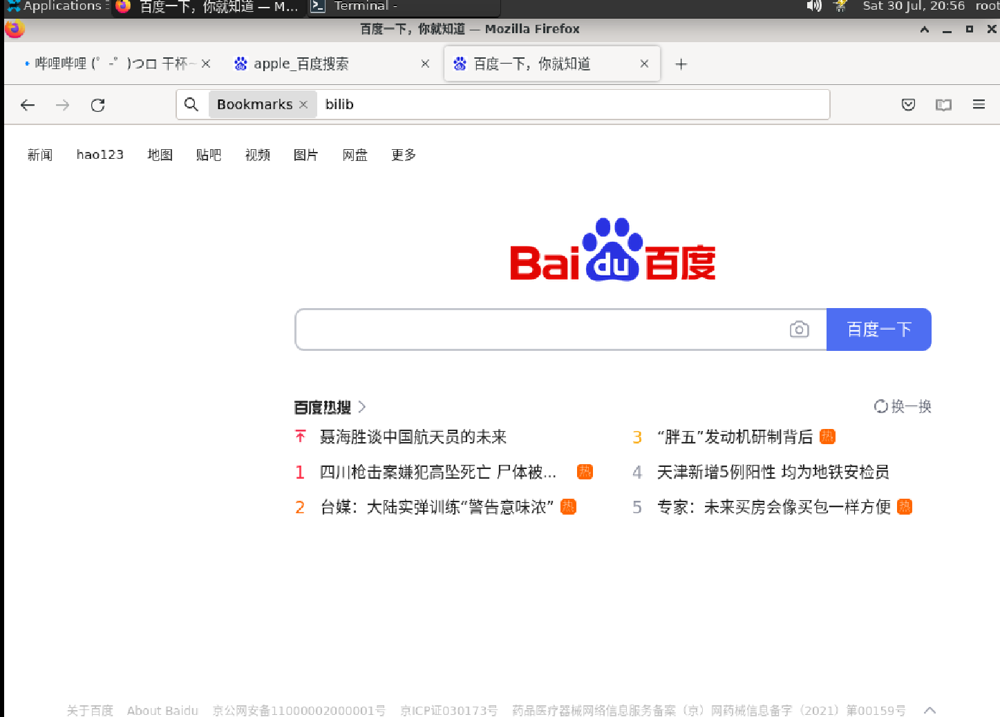 Applications
百度一下，你就知道 — M...
Terminal -
Sat 30 Jul, 20:56
root
百度一下，你就知道 — Mozilla Firefox
哔哩哔哩 (゜-゜)つロ 干杯~
apple_百度搜索
百度一下，你就知道
Bookmarks
bilib
新闻 hao123 地图 贴吧 视频 图片 网盘 更多
Bai du 百度
百度一下
百度热搜
换一换
聂海胜谈中国航天员的未来
1 四川枪击案嫌犯高坠死亡 尸体被... 热
2 台媒：大陆实弹训练“警告意味浓” 热
3 “胖五”发动机研制背后 热
4 天津新增5例阳性 均为地铁安检员
5 专家：未来买房会像买包一样方便 热
关于百度 About Baidu 京公网安备11000002000001号 京ICP证030173号 药品医疗器械网络信息服务备案（京）网药械信息备字（2021）第00159号